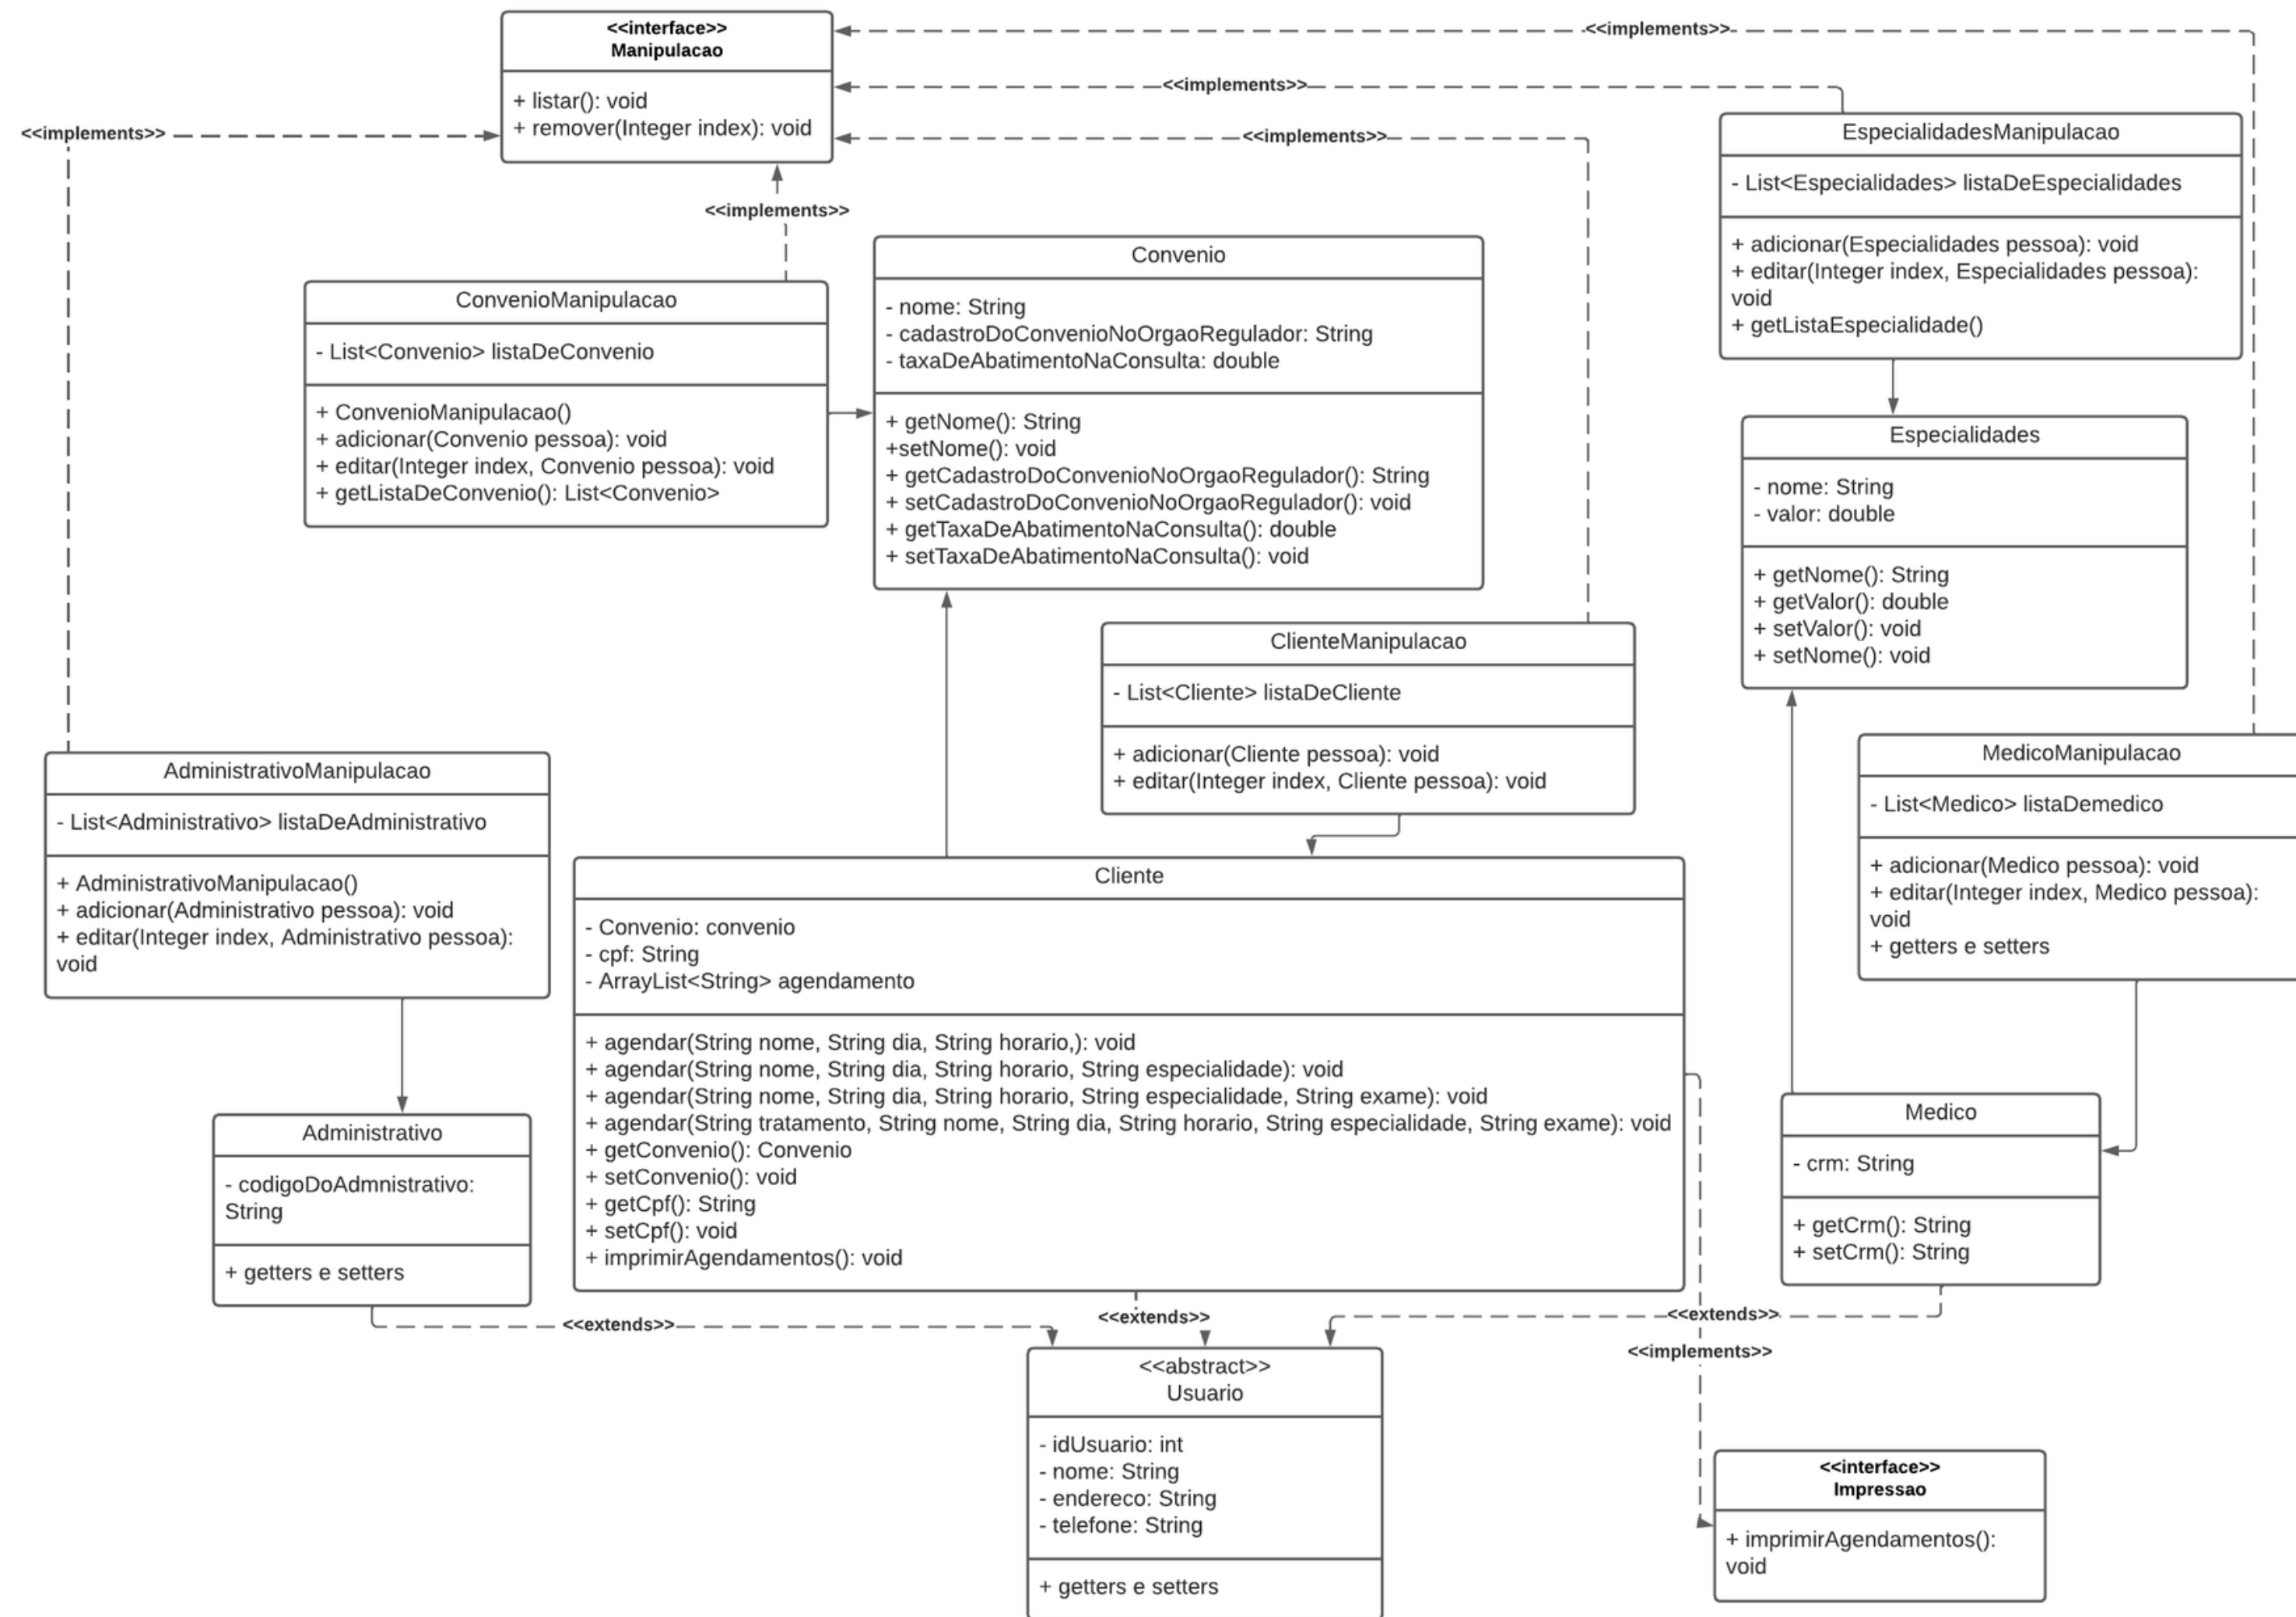 <<interface>>
Manipulacao
+ listar(): void
+ remover(Integer index): void
<<implements>>
<<implements>>
<<implements>>
<<implements>>
<<implements>>
EspecialidadesManipulacao
- List<Especialidades> listaDeEspecialidades
+ adicionar(Especialidades pessoa): void
+ editar(Integer index, Especialidades pessoa):
void
+ getListaEspecialidade()
ConvenioManipulacao
- List<Convenio> listaDeConvenio
+ ConvenioManipulacao()
+ adicionar(Convenio pessoa): void
+ editar(Integer index, Convenio pessoa): void
+ getListaDeConvenio(): List<Convenio>
Convenio
- nome: String
- cadastroDoConvenioNoOrgaoRegulador: String
- taxaDeAbatimentoNaConsulta: double
+ getNome(): String
+setNome(): void
+ getCadastroDoConvenioNoOrgaoRegulador(): String
+ setCadastroDoConvenioNoOrgaoRegulador(): void
+ getTaxaDeAbatimentoNaConsulta(): double
+ setTaxaDeAbatimentoNaConsulta(): void
Especialidades
- nome: String
- valor: double
+ getNome(): String
+ getValor(): double
+ setValor(): void
+ setNome(): void
ClienteManipulacao
- List<Cliente> listaDeCliente
+ adicionar(Cliente pessoa): void
+ editar(Integer index, Cliente pessoa): void
MedicoManipulacao
- List<Medico> listaDemedico
+ adicionar(Medico pessoa): void
+ editar(Integer index, Medico pessoa):
void
+ getters e setters
AdministrativoManipulacao
- List<Administrativo> listaDeAdministrativo
+ AdministrativoManipulacao()
+ adicionar(Administrativo pessoa): void
+ editar(Integer index, Administrativo pessoa):
void
Cliente
- Convenio: convenio
- cpf: String
- ArrayList<String> agendamento
+ agendar(String nome, String dia, String horario,): void
+ agendar(String nome, String dia, String horario, String especialidade): void
+ agendar(String nome, String dia, String horario, String especialidade, String exame): void
+ agendar(String tratamento, String nome, String dia, String horario, String especialidade, String exame): void
+ getConvenio(): Convenio
+ setConvenio(): void
+ getCpf(): String
+ setCpf(): void
+ imprimirAgendamentos(): void
Administrativo
- codigoDoAdmnistrativo:
String
+ getters e setters
Medico
- crm: String
+ getCrm(): String
+ setCrm(): String
<<extends>>
<<extends>>
<<extends>>
<<implements>>
<<abstract>>
Usuario
- idUsuario: int
- nome: String
- endereco: String
- telefone: String
+ getters e setters
<<interface>>
Impressao
+ imprimirAgendamentos():
void